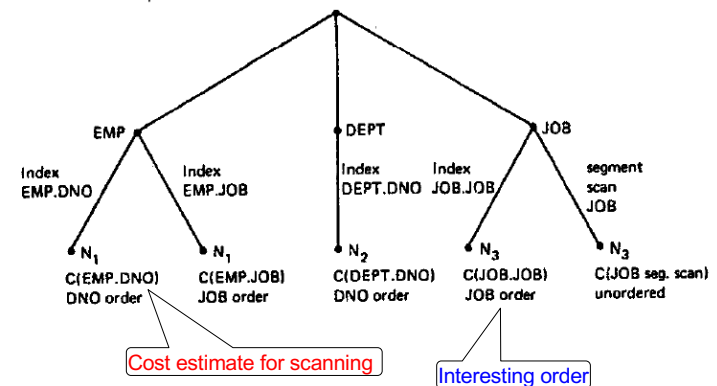 EMP
DEPT
JOB
Index
EMP.DNO
Index
EMP.JOB
Index
DEPT.DNO
Index
JOB.JOB
segment
scan
JOB
N1
C(EMP.DNO)
DNO order
N1
C(EMP.JOB)
JOB order
N2
C(DEPT.DNO)
DNO order
N3
C(JOB.JOB)
JOB order
N3
C(JOB seg. scan)
unordered
Cost estimate for scanning
Interesting order